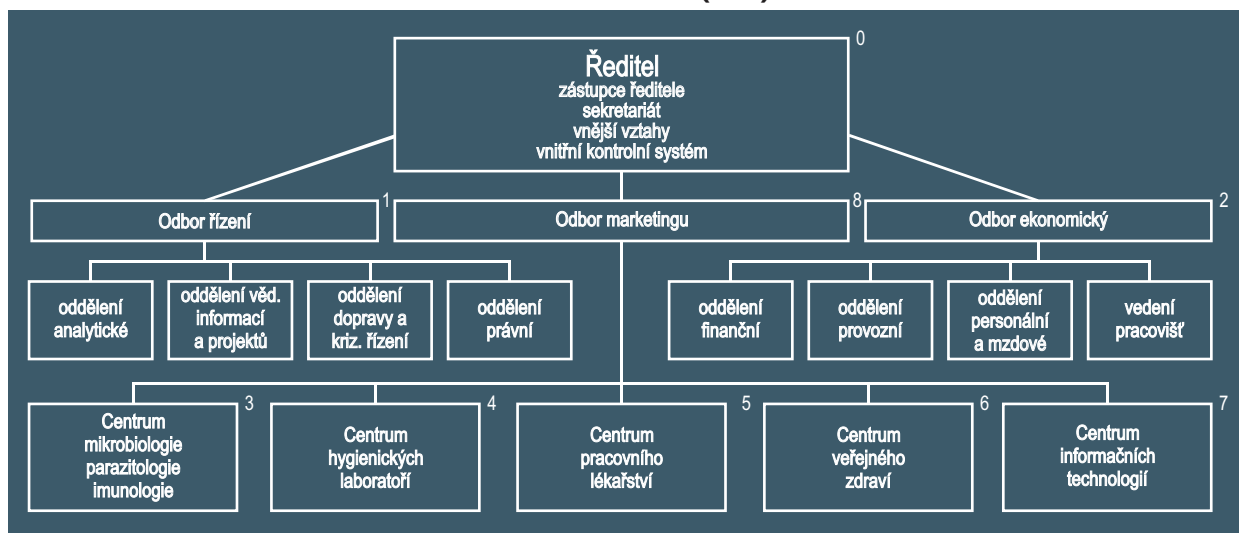 0
Ředitel
zástupce ředitele
sekretariát
vnější vztahy
vnitřní kontrolní systém
1
Odbor řízení
8
Odbor marketingu
2
Odbor ekonomický
oddělení
analytické
oddělení věd.
informací
a projektů
oddělení
dopravy a
kriz. řízení
oddělení
právní
oddělení
finanční
oddělení
provozní
oddělení
personální
a mzdové
vedení
pracovišť
3
Centrum
mikrobiologie
parazitologie
imunologie
4
Centrum
hygienických
laboratoří
5
Centrum
pracovního
lékařství
6
Centrum
veřejného
zdraví
7
Centrum
informačních
technologií